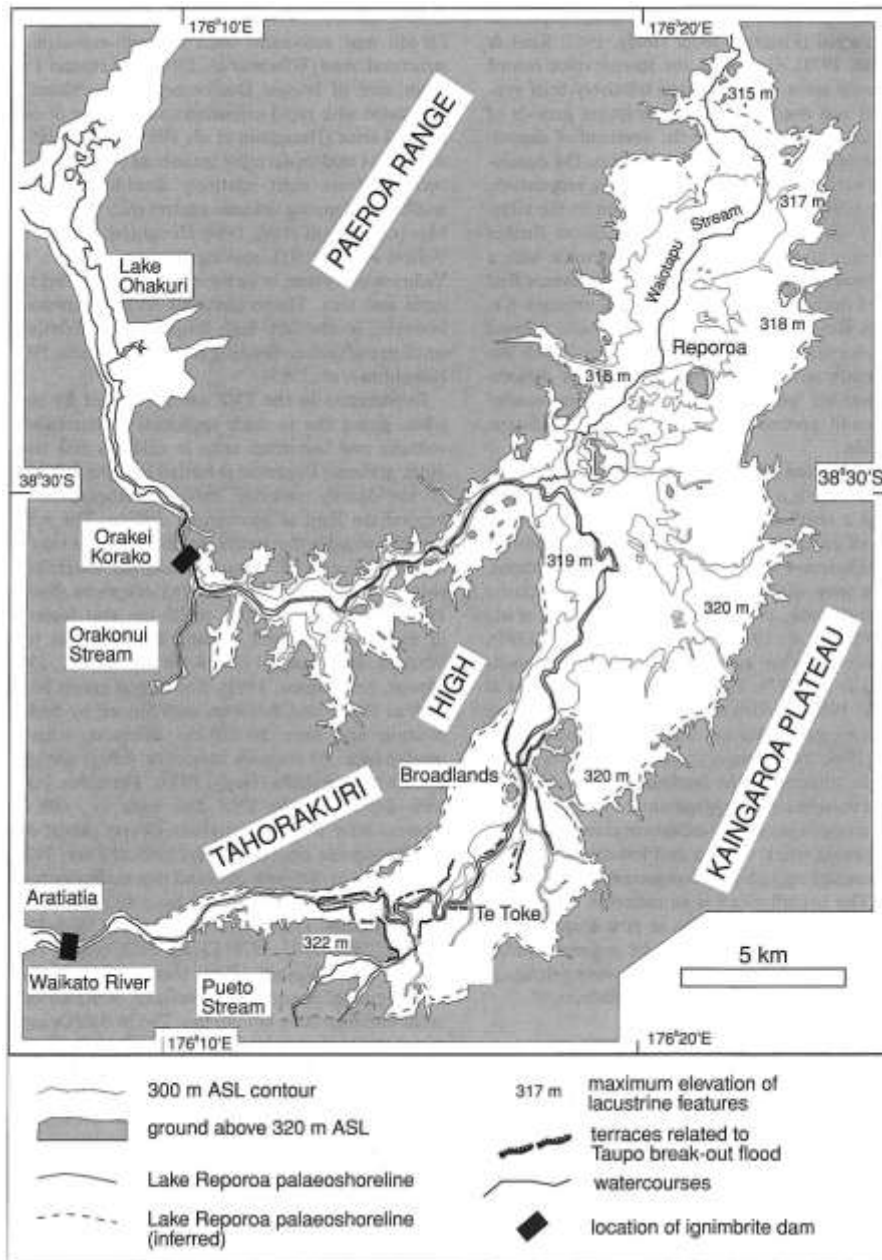 176°10'E
176°20'E
315 m
PAEROA RANGE
317 m
Waiotapu Stream
Lake
Ohakuri
318 m
Reporoa
318 m
38°30'S
38°30'S
Orakei
Korako
319 m
320 m
Orakonui
Stream
HIGH
KAINGAROA PLATEAU
TAHORAKURI
Broadlands
320 m
Aratiatia
Te Toke
322 m
5 km
Waikato River
Pueto
Stream
176°10'E
176°20'E
300 m ASL contour
317 m
maximum elevation of
lacustrine features
ground above 320 m ASL
terraces related to
Taupo break-out flood
Lake Reporoa palaeoshoreline
watercourses
Lake Reporoa palaeoshoreline
(inferred)
location of ignimbrite dam